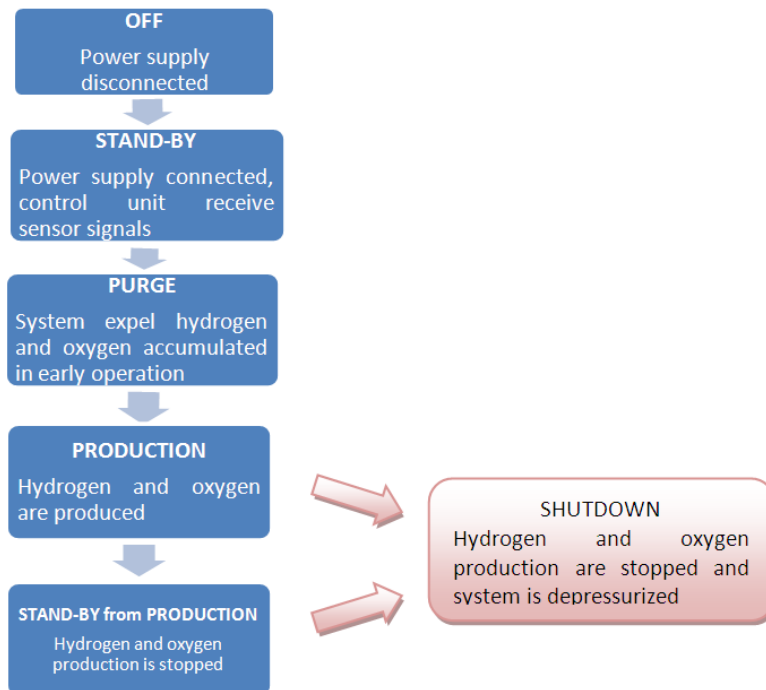 OFF
Power supply
disconnected
STAND-BY
Power supply connected,
control unit receive
sensor signals
PURGE
System expel hydrogen
and oxygen accumulated
in early operation
PRODUCTION
Hydrogen and oxygen
are produced
STAND-BY from PRODUCTION
Hydrogen and oxygen
production is stopped
SHUTDOWN
Hydrogen and oxygen
production are stopped and
system is depressurized